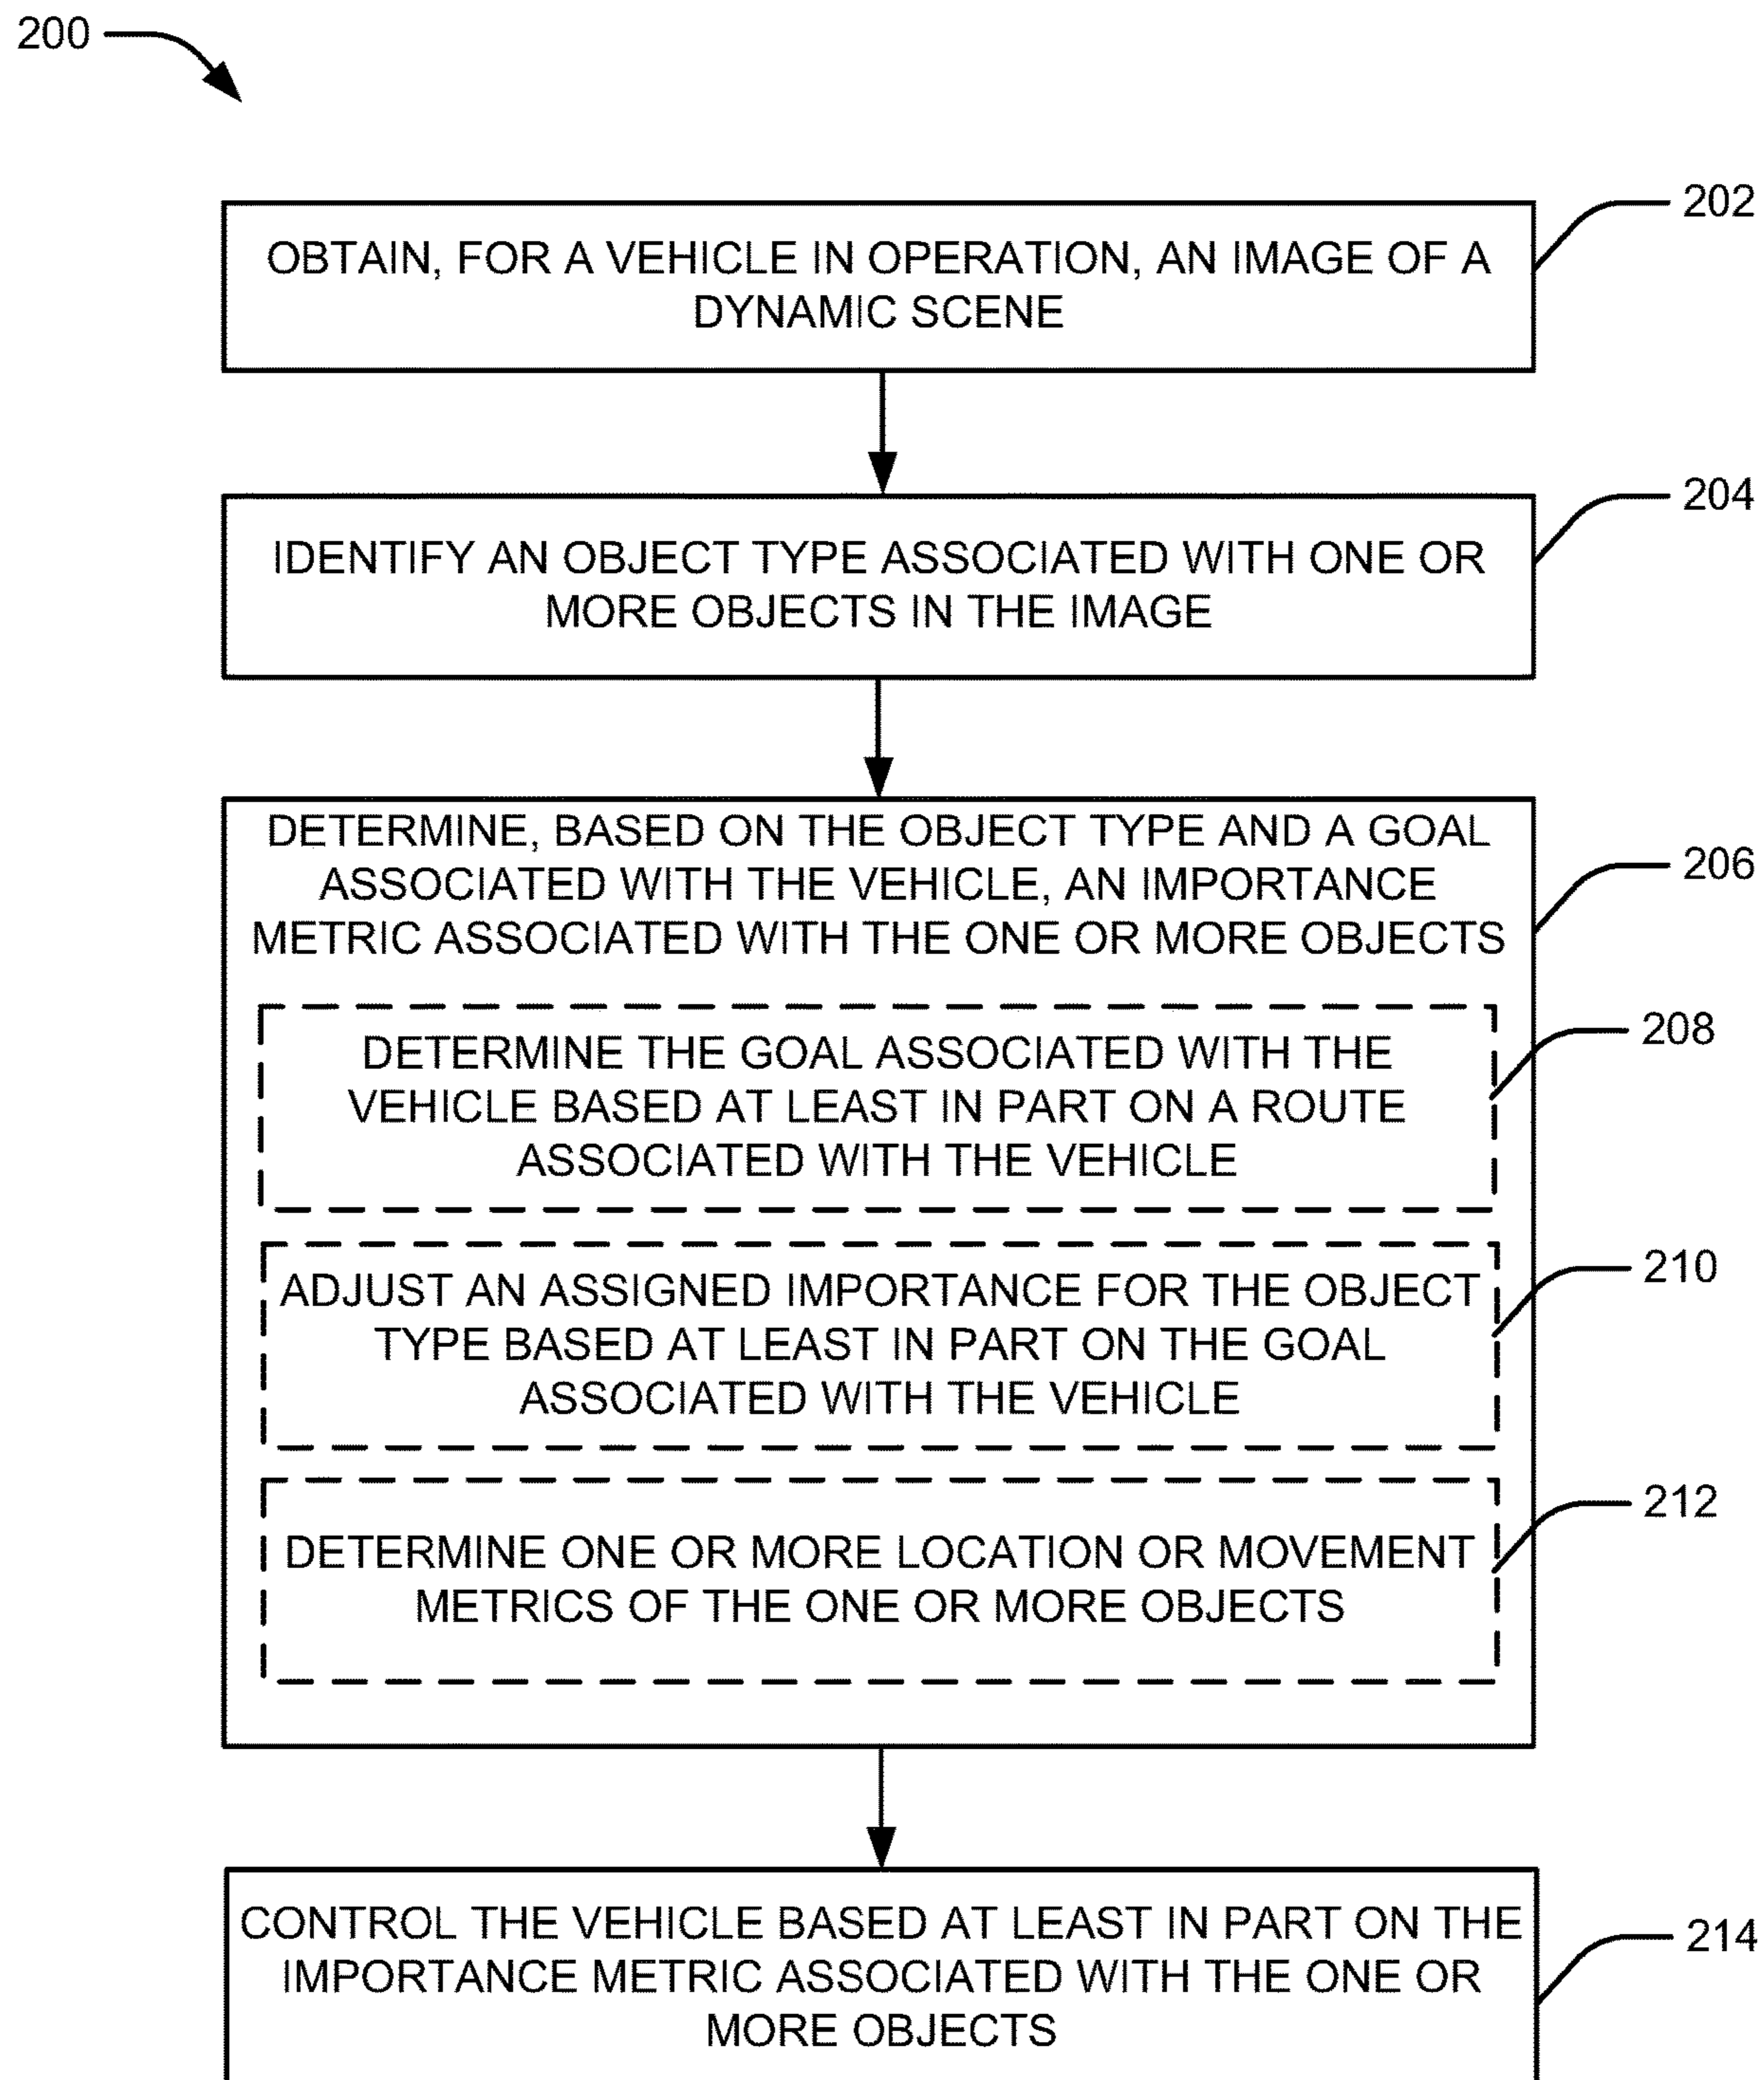 200
202
OBTAIN, FOR A VEHICLE IN OPERATION, AN IMAGE OF A
DYNAMIC SCENE
204
IDENTIFY AN OBJECT TYPE ASSOCIATED WITH ONE OR
MORE OBJECTS IN THE IMAGE
206
DETERMINE, BASED ON THE OBJECT TYPE AND A GOAL
ASSOCIATED WITH THE VEHICLE, AN IMPORTANCE
METRIC ASSOCIATED WITH THE ONE OR MORE OBJECTS
208
DETERMINE THE GOAL ASSOCIATED WITH THE
VEHICLE BASED AT LEAST IN PART ON A ROUTE
ASSOCIATED WITH THE VEHICLE
210
ADJUST AN ASSIGNED IMPORTANCE FOR THE OBJECT
TYPE BASED AT LEAST IN PART ON THE GOAL
ASSOCIATED WITH THE VEHICLE
212
DETERMINE ONE OR MORE LOCATION OR MOVEMENT
METRICS OF THE ONE OR MORE OBJECTS
214
CONTROL THE VEHICLE BASED AT LEAST IN PART ON THE
IMPORTANCE METRIC ASSOCIATED WITH THE ONE OR
MORE OBJECTS